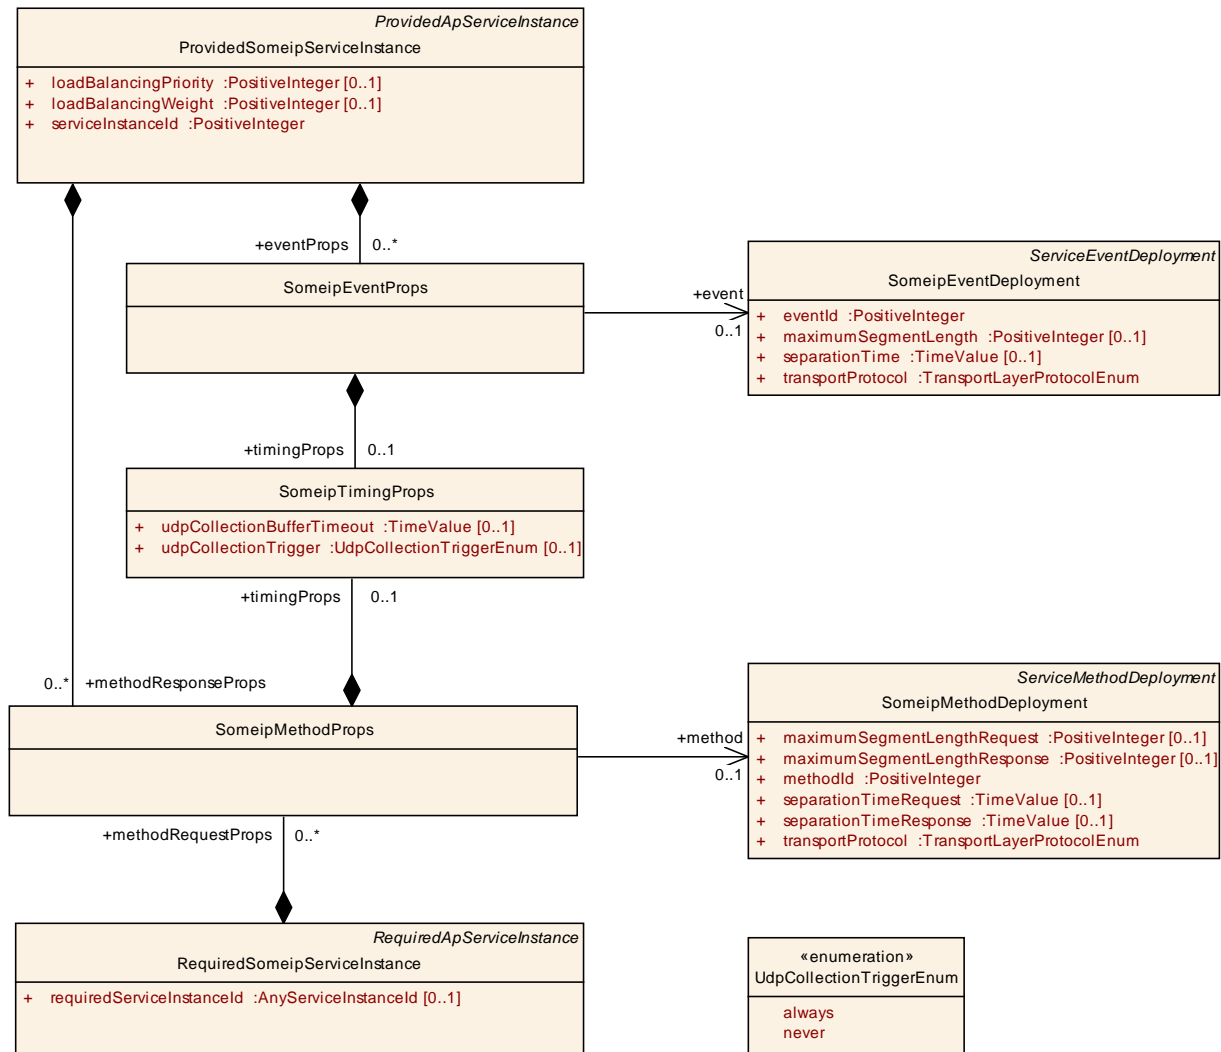 ProvidedApServiceInstance
ProvidedSomeipServiceInstance
+ loadBalancingPriority :PositiveInteger [0..1]
+ loadBalancingWeight :PositiveInteger [0..1]
+ serviceInstanceId :PositiveInteger
+eventProps 0..*
SomeipEventProps
+event
0..1
ServiceEventDeployment
SomeipEventDeployment
+ eventId :PositiveInteger
+ maximumSegmentLength :PositiveInteger [0..1]
+ separationTime :TimeValue [0..1]
+ transportProtocol :TransportLayerProtocolEnum
+timingProps 0..1
SomeipTimingProps
+ udpCollectionBufferTimeout :TimeValue [0..1]
+ udpCollectionTrigger :UdpCollectionTriggerEnum [0..1]
+timingProps 0..1
0..* +methodResponseProps
SomeipMethodProps
+method
0..1
ServiceMethodDeployment
SomeipMethodDeployment
+ maximumSegmentLengthRequest :PositiveInteger [0..1]
+ maximumSegmentLengthResponse :PositiveInteger [0..1]
+ methodId :PositiveInteger
+ separationTimeRequest :TimeValue [0..1]
+ separationTimeResponse :TimeValue [0..1]
+ transportProtocol :TransportLayerProtocolEnum
+methodRequestProps 0..*
RequiredApServiceInstance
RequiredSomeipServiceInstance
+ requiredServiceInstanceId :AnyServiceInstanceId [0..1]
«enumeration»
UdpCollectionTriggerEnum
always
never